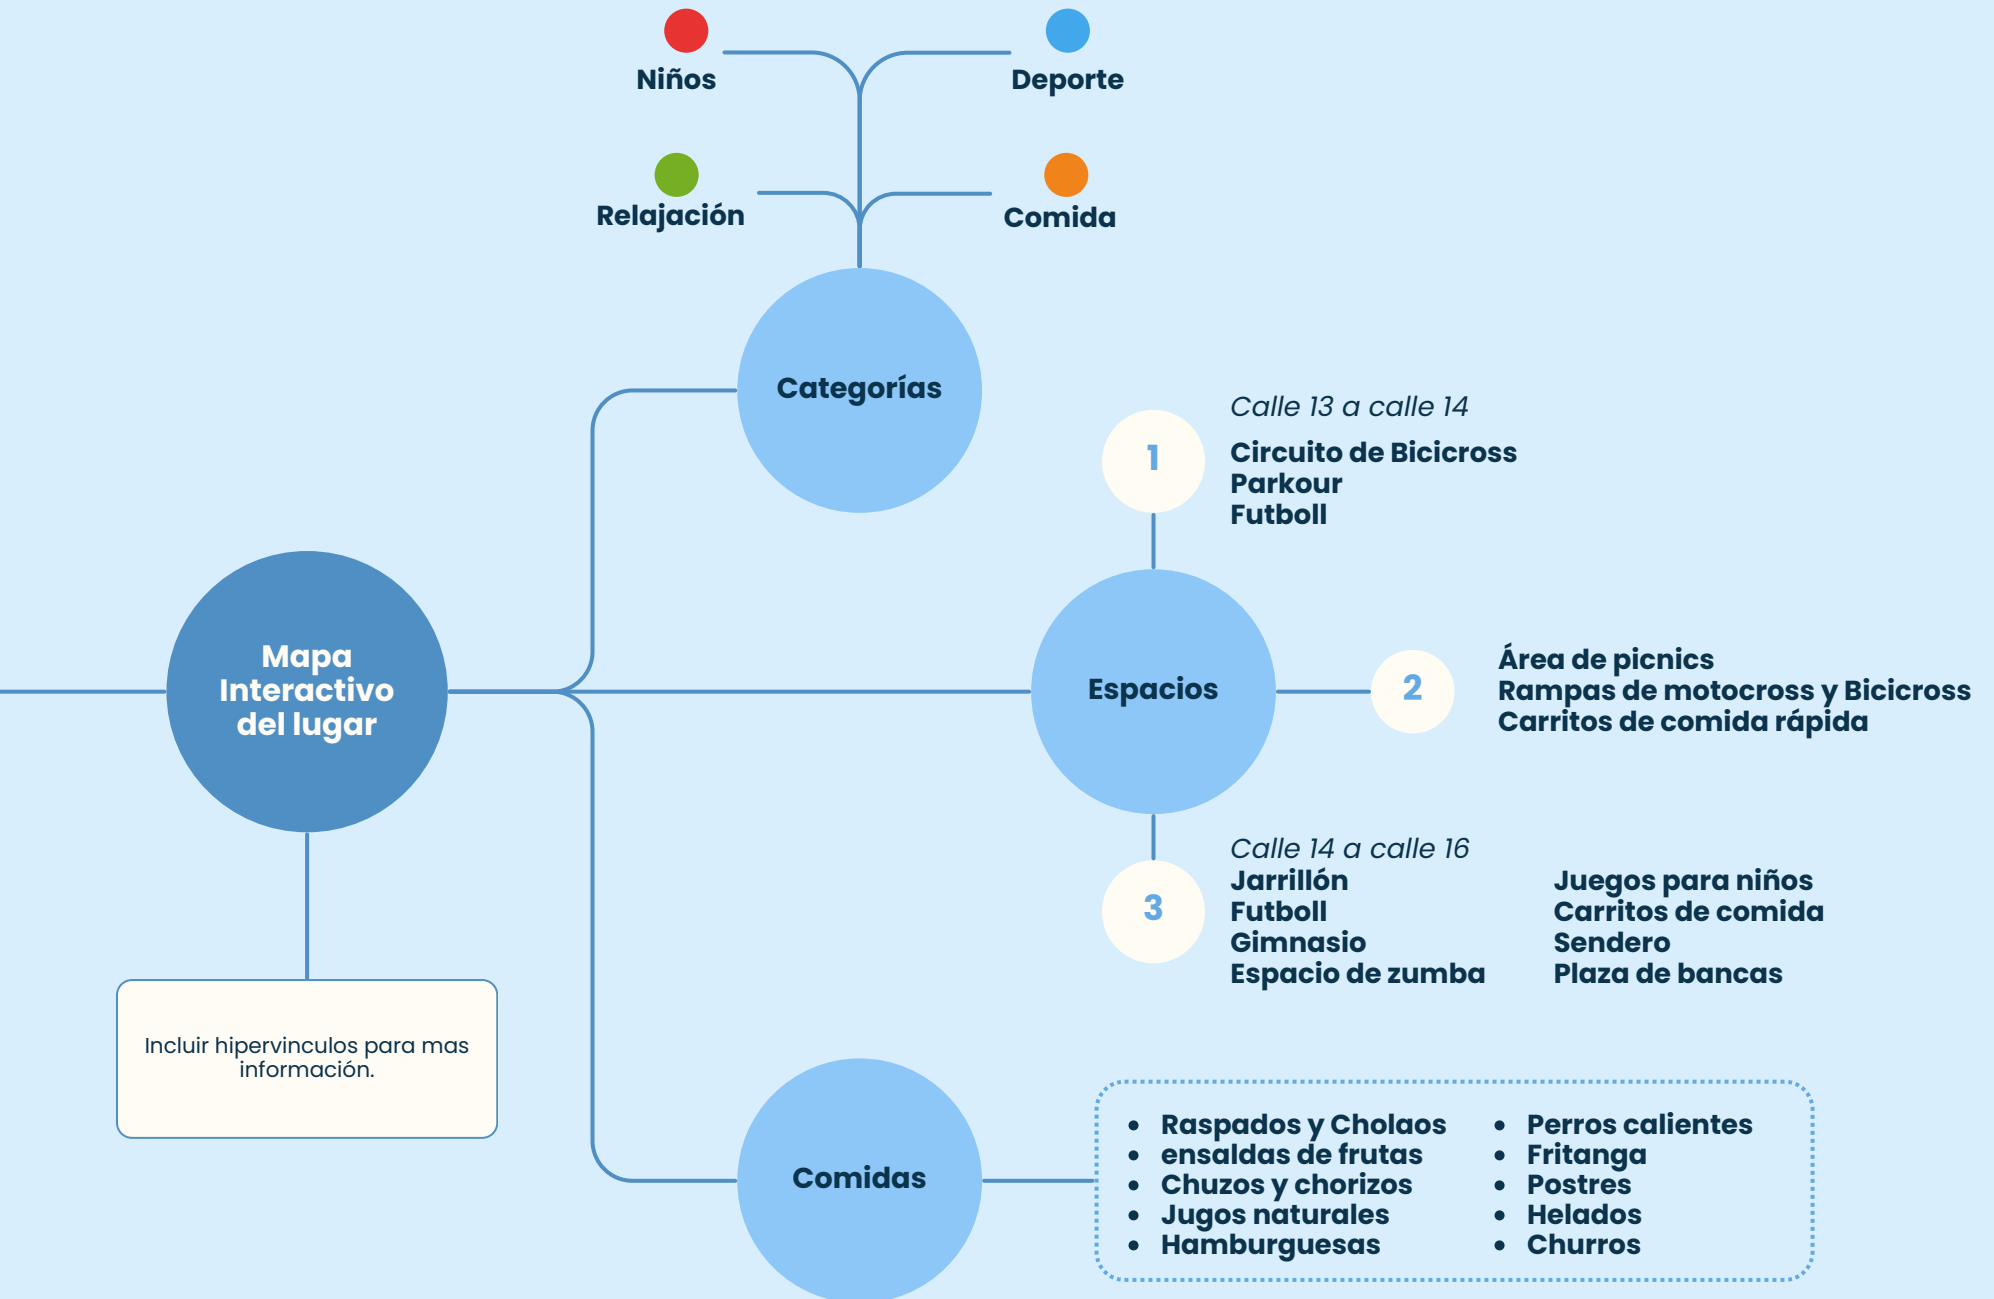 Niños
Deporte
Relajación
Comida
Categorías
Mapa
Interactivo
del lugar
Incluir hipervinculos para mas
información.
Espacios
1
Calle 13 a calle 14
Circuito de Bicicross
Parkour
Futboll
2
Área de picnics
Rampas de motocross y Bicicross
Carritos de comida rápida
3
Calle 14 a calle 16
Jarrillón
Futboll
Gimnasio
Espacio de zumba
Juegos para niños
Carritos de comida
Sendero
Plaza de bancas
Comidas
• Raspados y Cholaos
• ensaldas de frutas
• Chuzos y chorizos
• Jugos naturales
• Hamburguesas
• Perros calientes
• Fritanga
• Postres
• Helados
• Churros